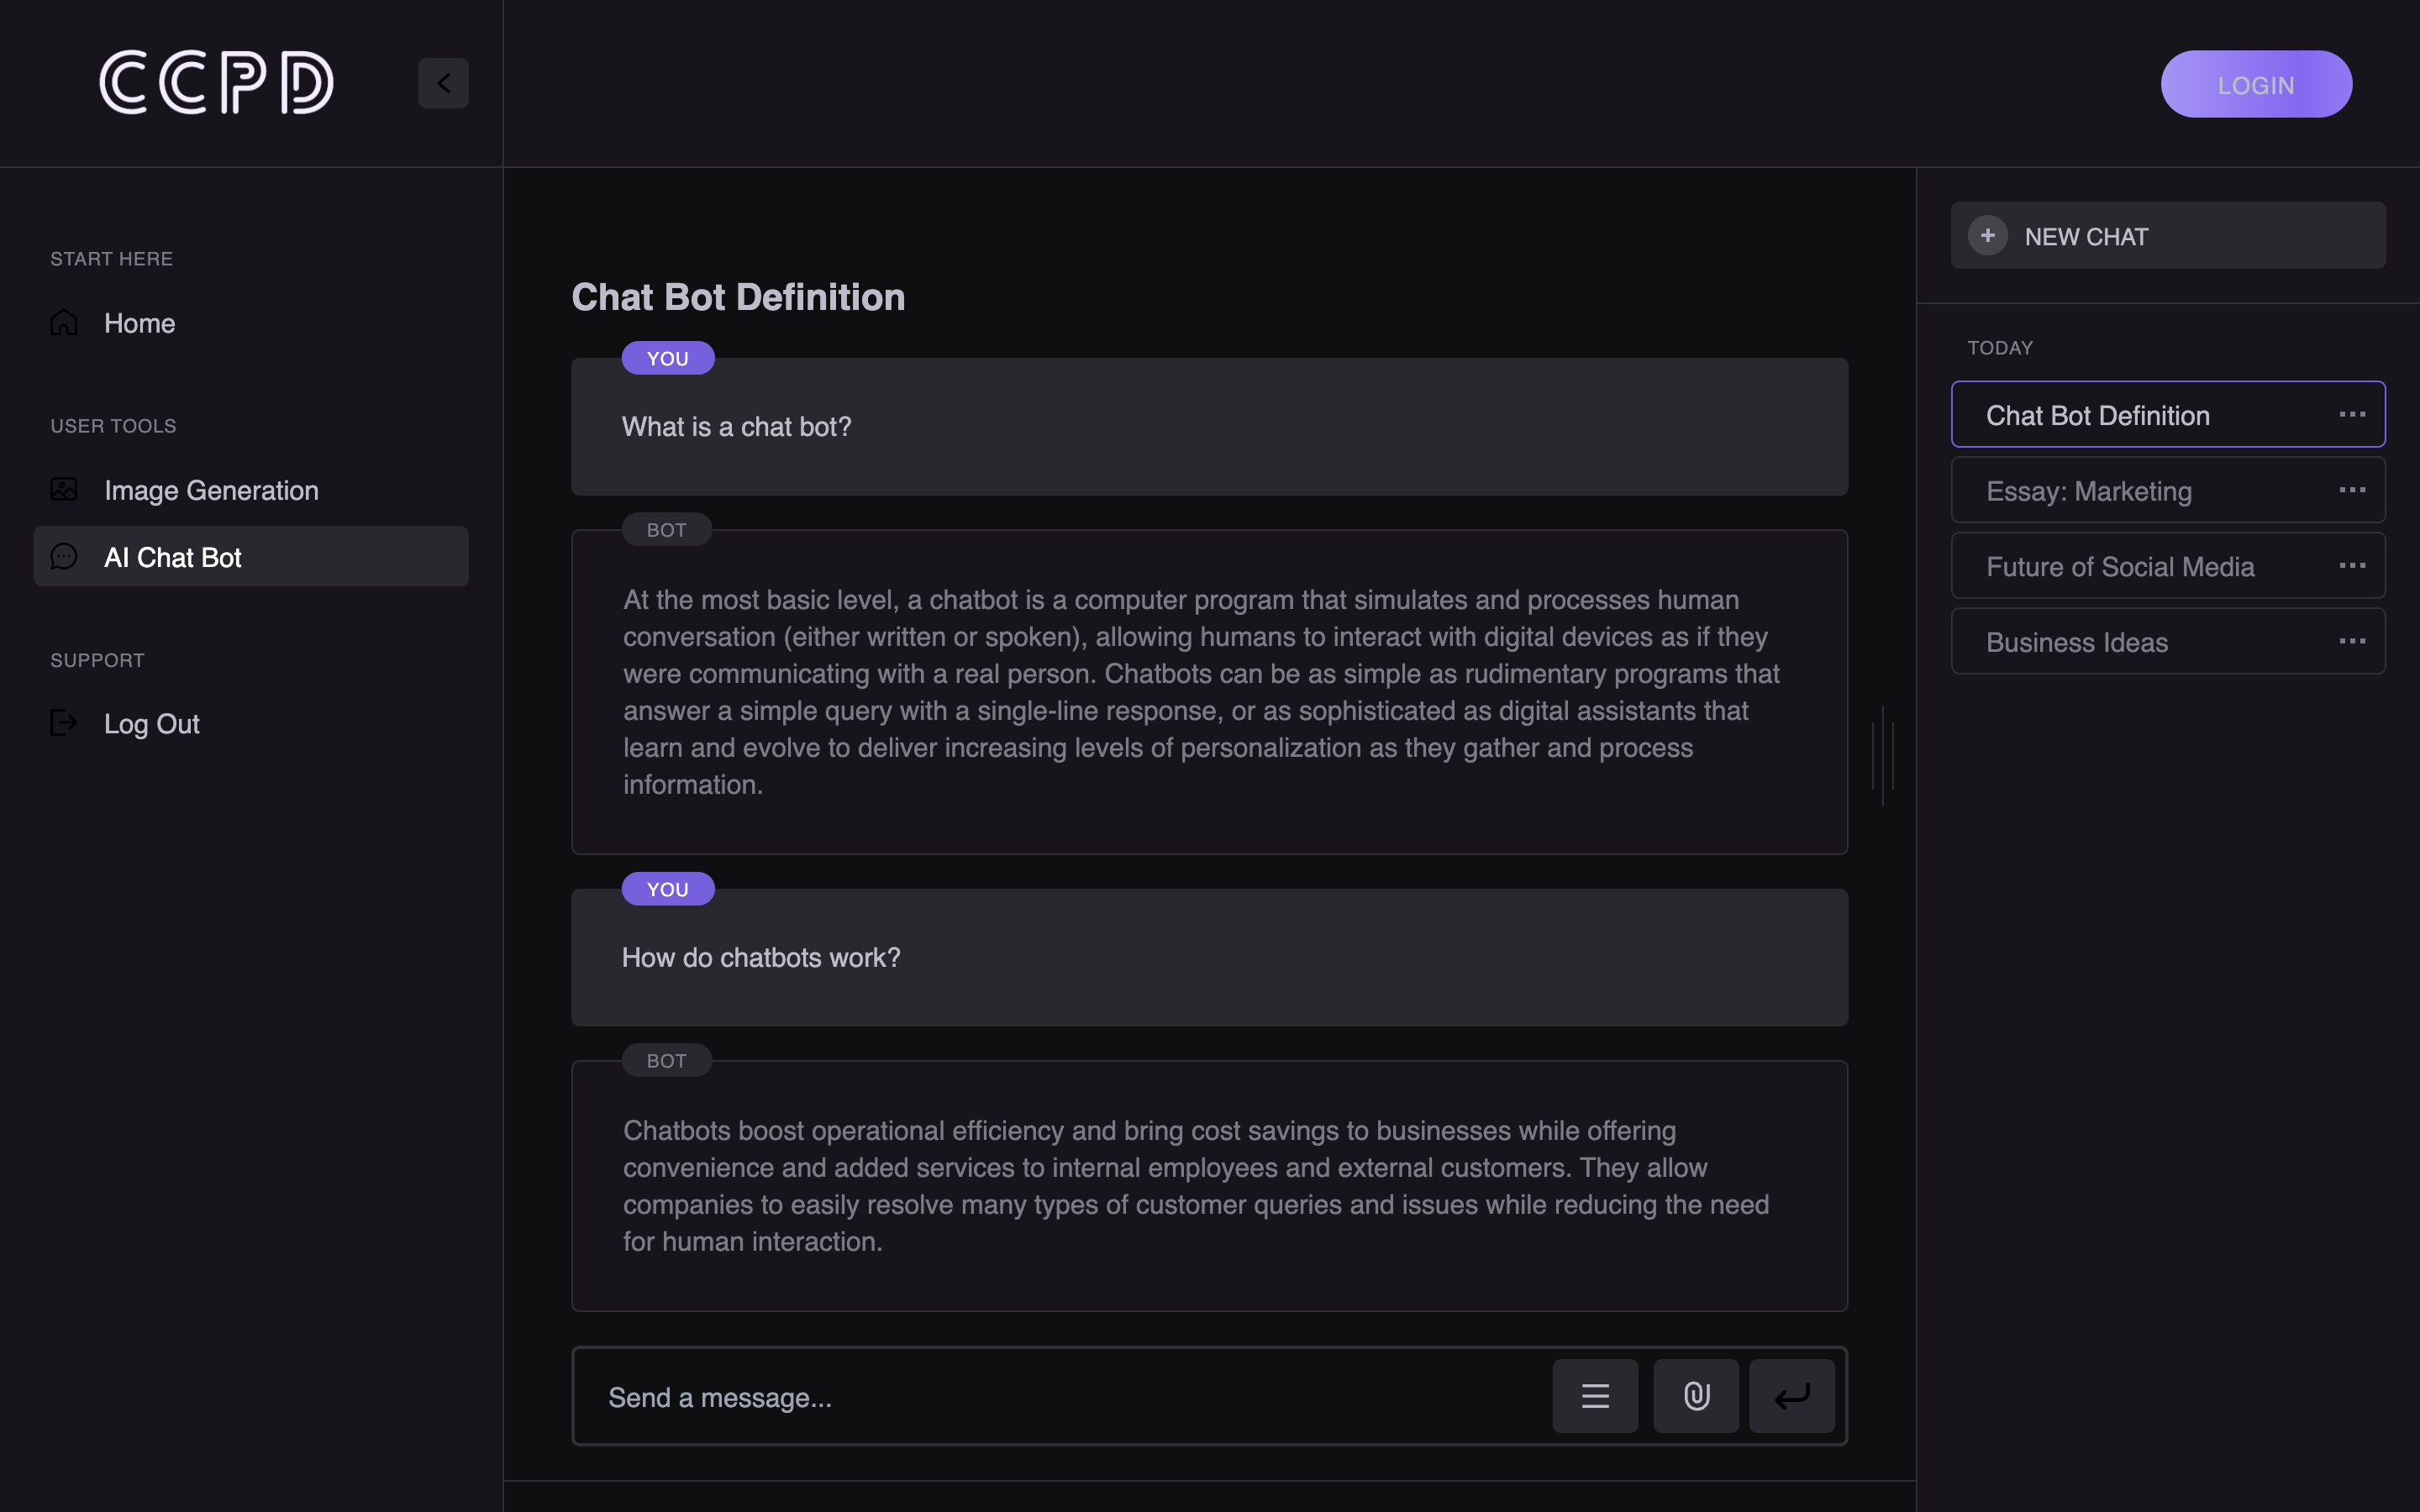 CCPD
LOGIN
START HERE
Home
USER TOOLS
Image Generation
AI Chat Bot
SUPPORT
Log Out
Chat Bot Definition
YOU
What is a chat bot?
BOT
At the most basic level, a chatbot is a computer program that simulates and processes human
conversation (either written or spoken), allowing humans to interact with digital devices as if they
were communicating with a real person. Chatbots can be as simple as rudimentary programs that
answer a simple query with a single-line response, or as sophisticated as digital assistants that
learn and evolve to deliver increasing levels of personalization as they gather and process
information.
YOU
How do chatbots work?
BOT
Chatbots boost operational efficiency and bring cost savings to businesses while offering
convenience and added services to internal employees and external customers. They allow
companies to easily resolve many types of customer queries and issues while reducing the need
for human interaction.
Send a message...
NEW CHAT
TODAY
Chat Bot Definition
Essay: Marketing
Future of Social Media
Business Ideas